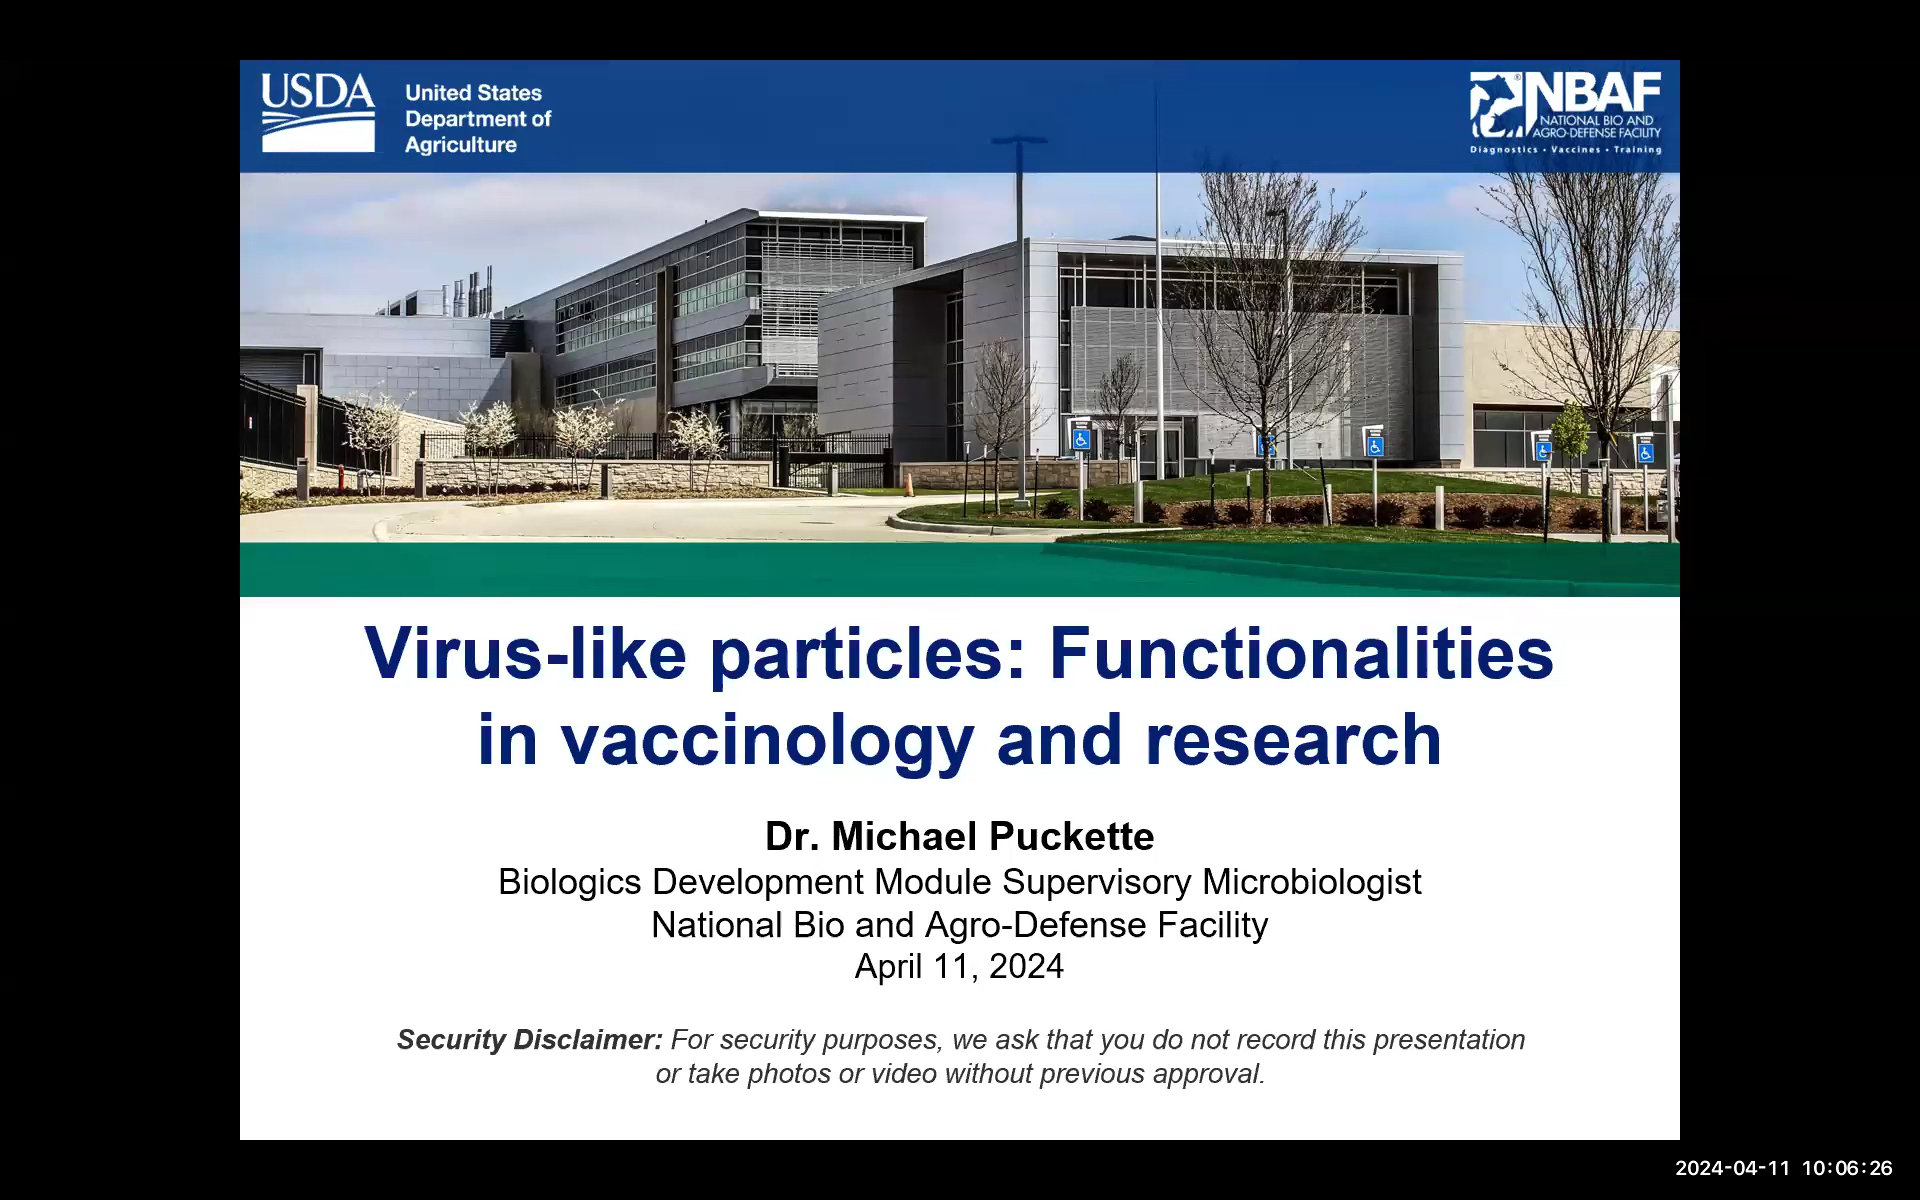 USDA
United States
Department of
Agriculture
NBAF
NATIONAL BIO AND
AGRO-DEFENSE FACILITY
Diagnostics • Vaccines • Training
Virus-like particles: Functionalities
in vaccinology and research
Dr. Michael Puckette
Biologics Development Module Supervisory Microbiologist
National Bio and Agro-Defense Facility
April 11, 2024
Security Disclaimer: For security purposes, we ask that you do not record this presentation
or take photos or video without previous approval.
2024-04-11 10:06:26